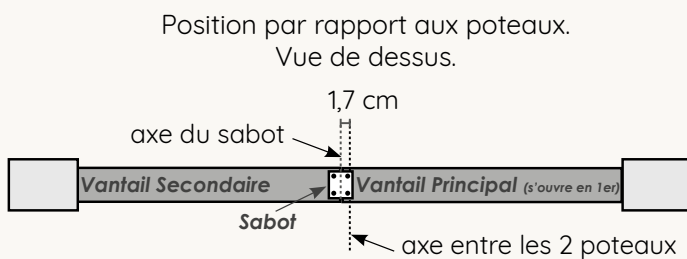 Position par rapport aux poteaux.
Vue de dessus.
1,7 cm
axe du sabot
Vantail Secondaire
Vantail Principal (s'ouvre en 1er)
Sabot
axe entre les 2 poteaux